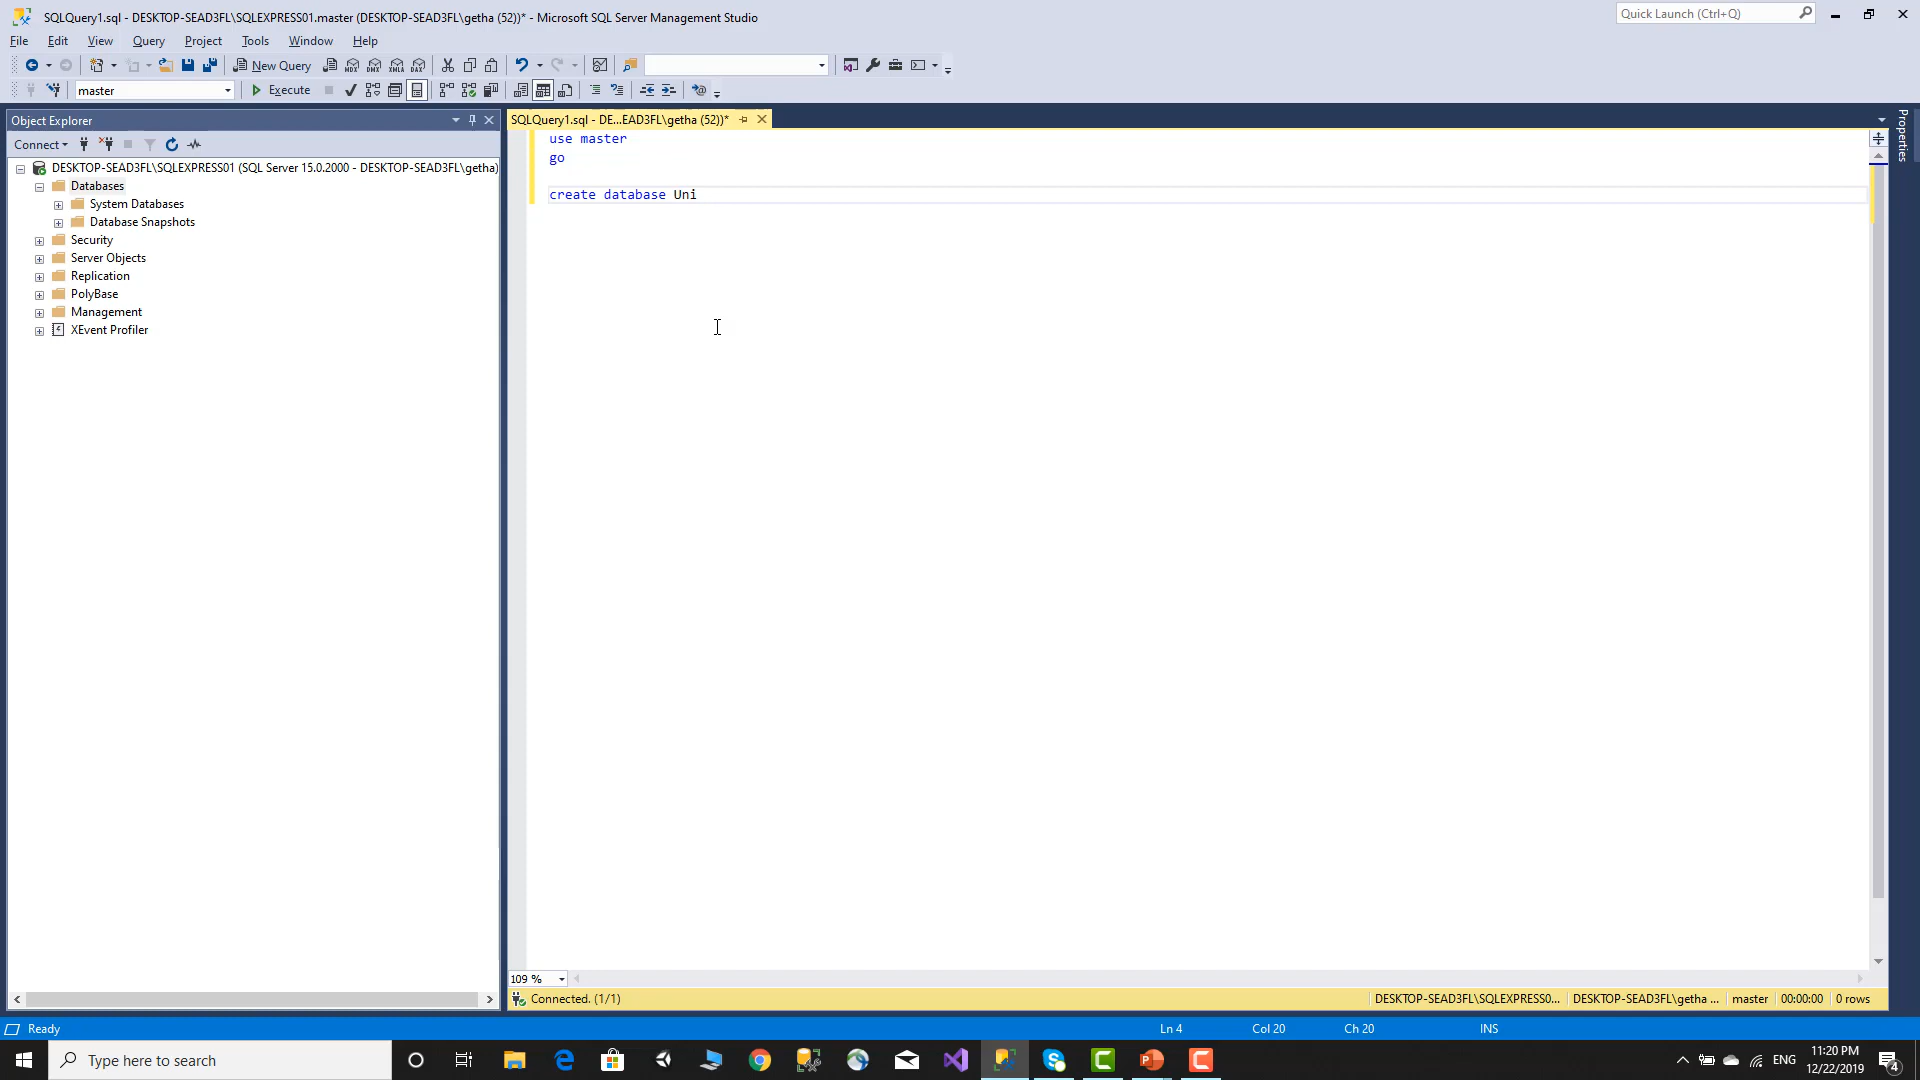 SQLQuery1.sql - DESKTOP-SEAD3FL\SQLEXPRESS01.master (DESKTOP-SEAD3FL\getha (52))* - Microsoft SQL Server Management Studio
Quick Launch (Ctrl+Q)
File Edit View Query Project Tools Window Help
New Query
MDX DMX XMLA DAX
master
Execute
Object Explorer
Connect
DESKTOP-SEAD3FL\SQLEXPRESS01 (SQL Server 15.0.2000 - DESKTOP-SEAD3FL\getha)
Databases
System Databases
Database Snapshots
Security
Server Objects
Replication
PolyBase
Management
XEvent Profiler
SQLQuery1.sql - DE...EAD3FL\getha (52))*
use master
go
create database Uni
Properties
109 %
Connected. (1/1)
DESKTOP-SEAD3FL\SQLEXPRESS0... DESKTOP-SEAD3FL\getha ... master 00:00:00 0 rows
Ready
Ln 4 Col 20 Ch 20 INS
Type here to search
ENG
11:20 PM
12/22/2019
4